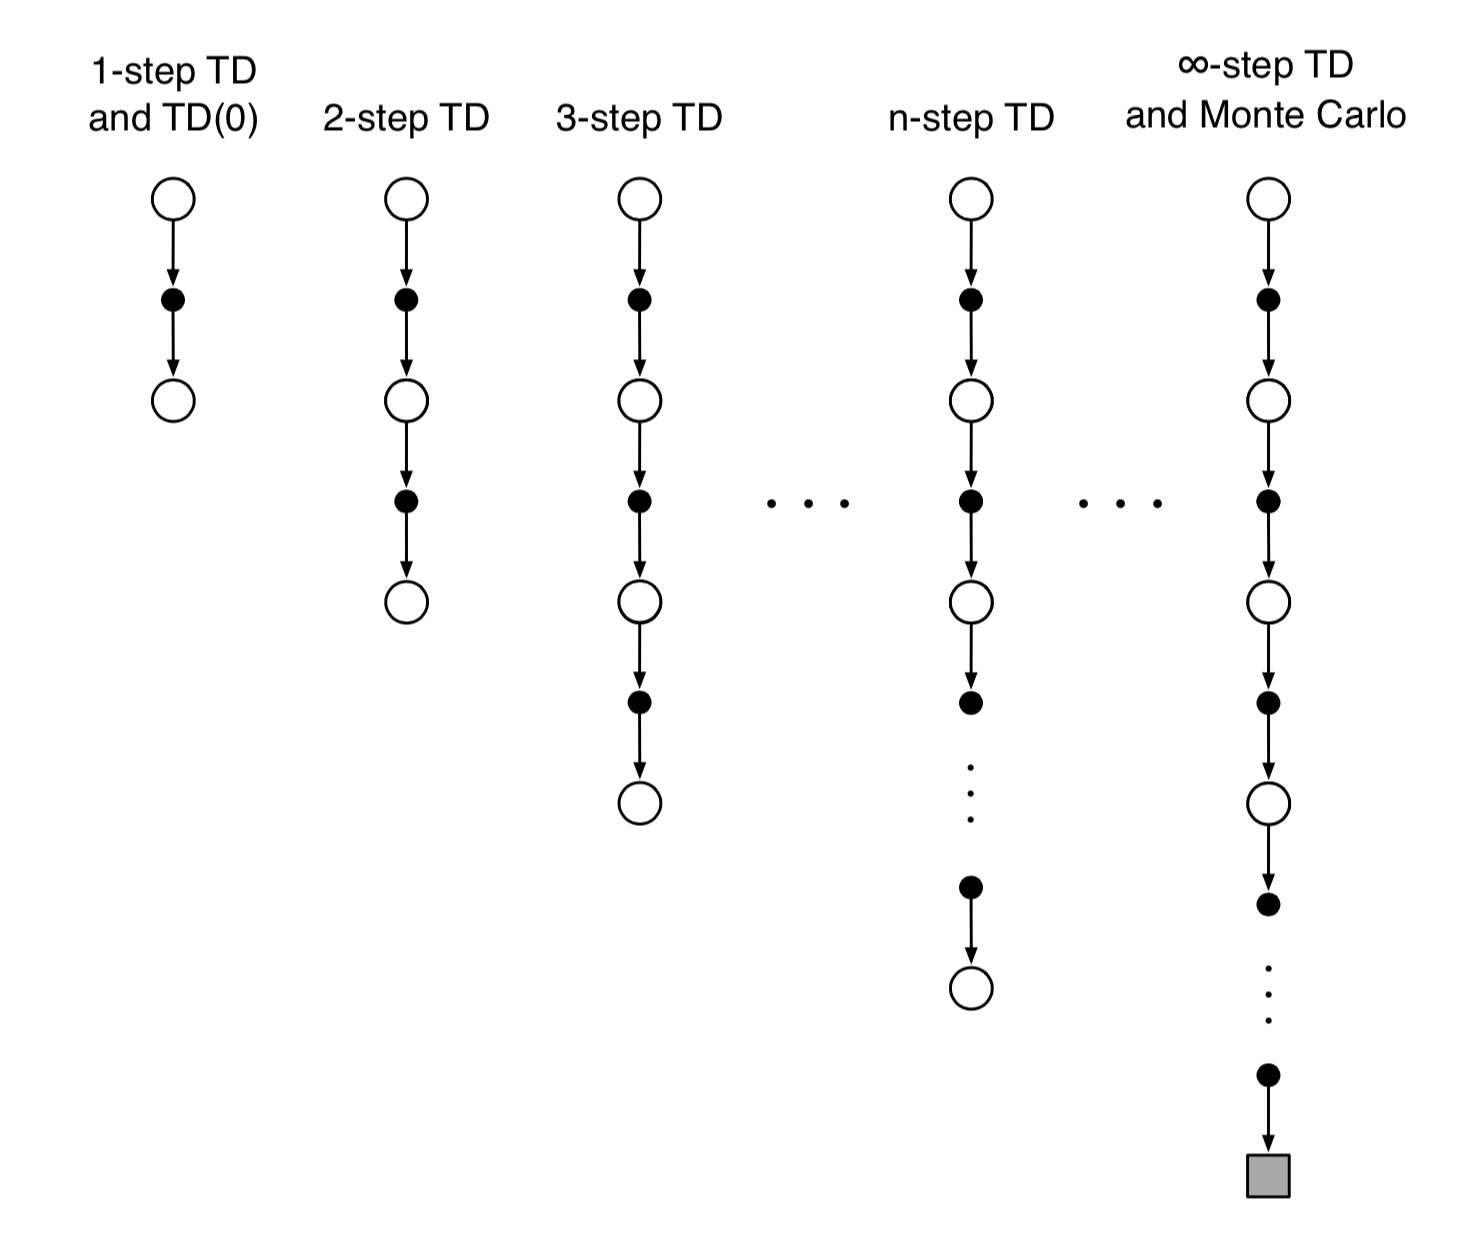 1-step TD
and TD(0)
2-step TD
3-step TD
. . .
n-step TD
. . .
∞-step TD
and Monte Carlo